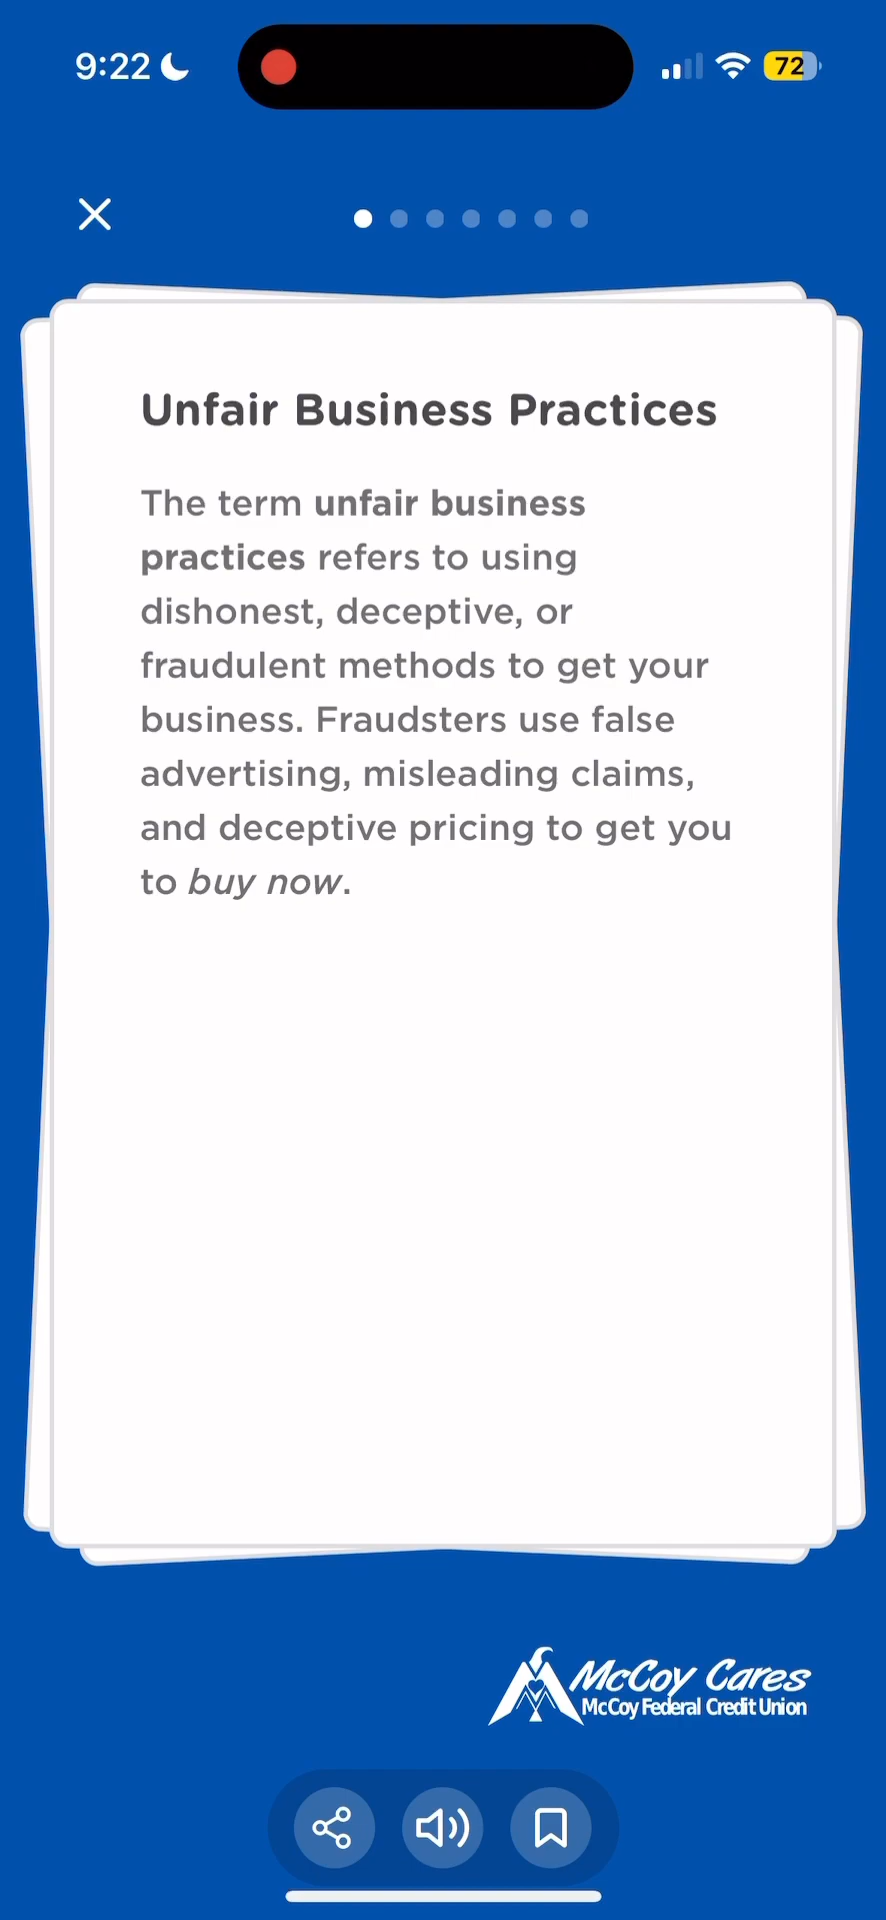 9:22
72
Unfair Business Practices
The term unfair business
practices refers to using
dishonest, deceptive, or
fraudulent methods to get your
business. Fraudsters use false
advertising, misleading claims,
and deceptive pricing to get you
to buy now.
McCoy Cares
McCoy Federal Credit Union